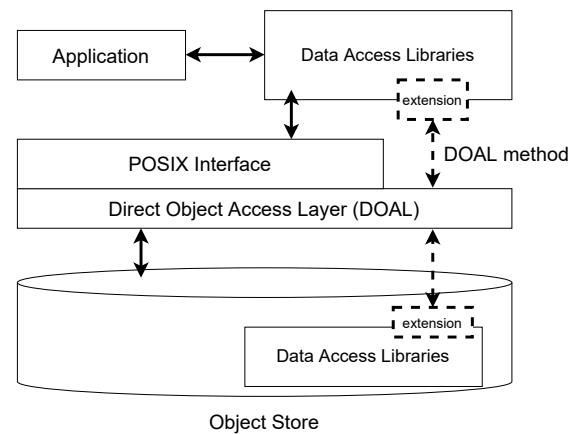 Application
Data Access Libraries
extension
DOAL method
POSIX Interface
Direct Object Access Layer (DOAL)
extension
Data Access Libraries
Object Store